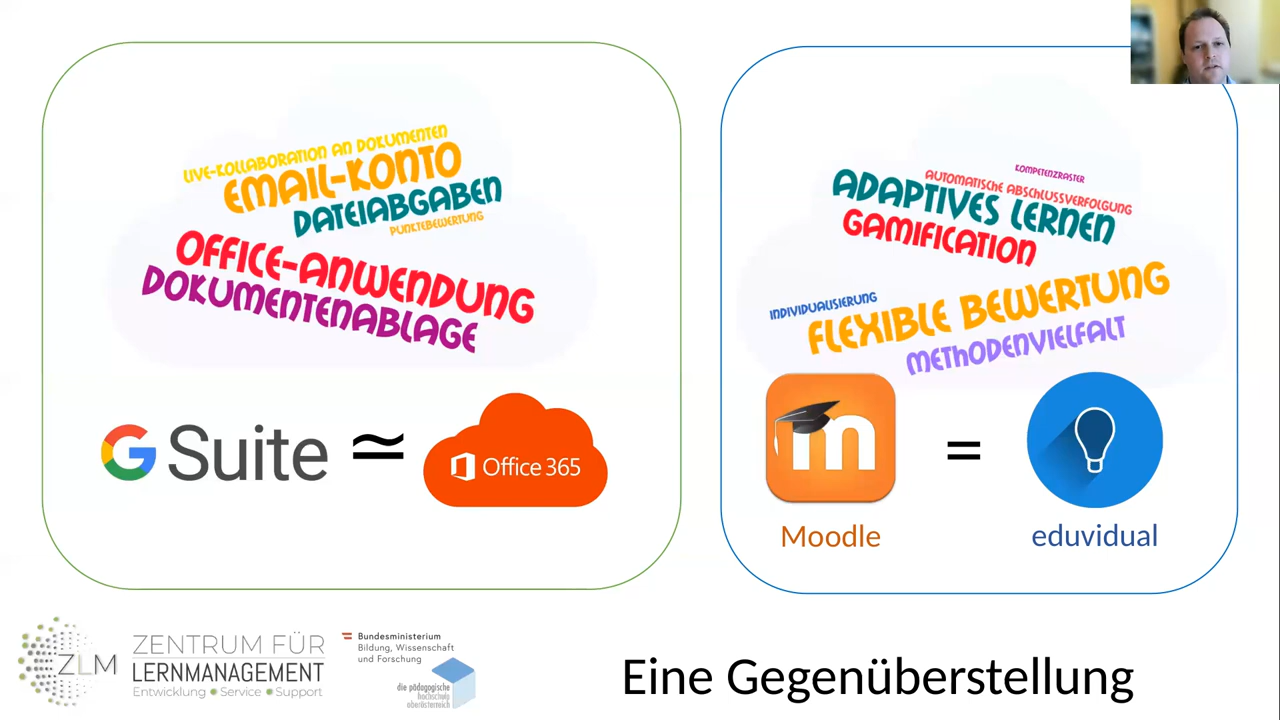 LIVE-KOLLABORATION AN DOKUMENTEN
EMAIL-KONTO
DATEIABGABEN
PUNKTEBEWERTUNG
OFFICE-ANWENDUNG
DOKUMENTENABLAGE
G Suite ≃ Office 365
KOMPETENZRASTER
AUTOMATISCHE ABSCHLUSSVERFOLGUNG
ADAPTIVES LERNEN
GAMIFICATION
INDIVIDUALISIERUNG
FLEXIBLE BEWERTUNG
METHODENVIELFALT
m =
Moodle
eduvidual
ZLM
ZENTRUM FÜR
LERNMANAGEMENT
Entwicklung Service Support
Bundesministerium
Bildung, Wissenschaft
und Forschung
die pädagogische
hochschule
oberösterreich
Eine Gegenüberstellung